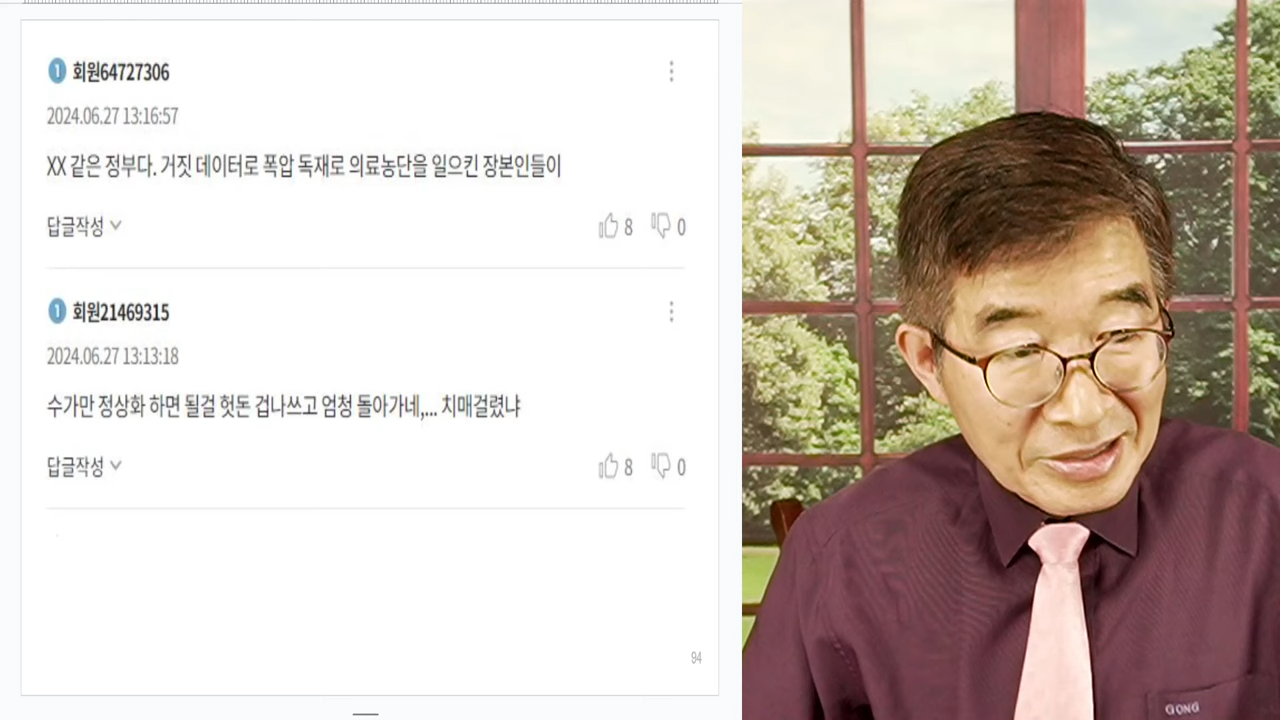 1 회원64727306
2024.06.27 13:16:57
XX 같은 정부다. 거짓 데이터로 폭압 독재로 의료농단을 일으킨 장본인들이
답글작성 8 0
1 회원21469315
2024.06.27 13:13:18
수가만 정상화 하면 될걸 헛돈 겁나쓰고 엄청 돌아가네,... 치매걸렸냐
답글작성 8 0
94
GONG